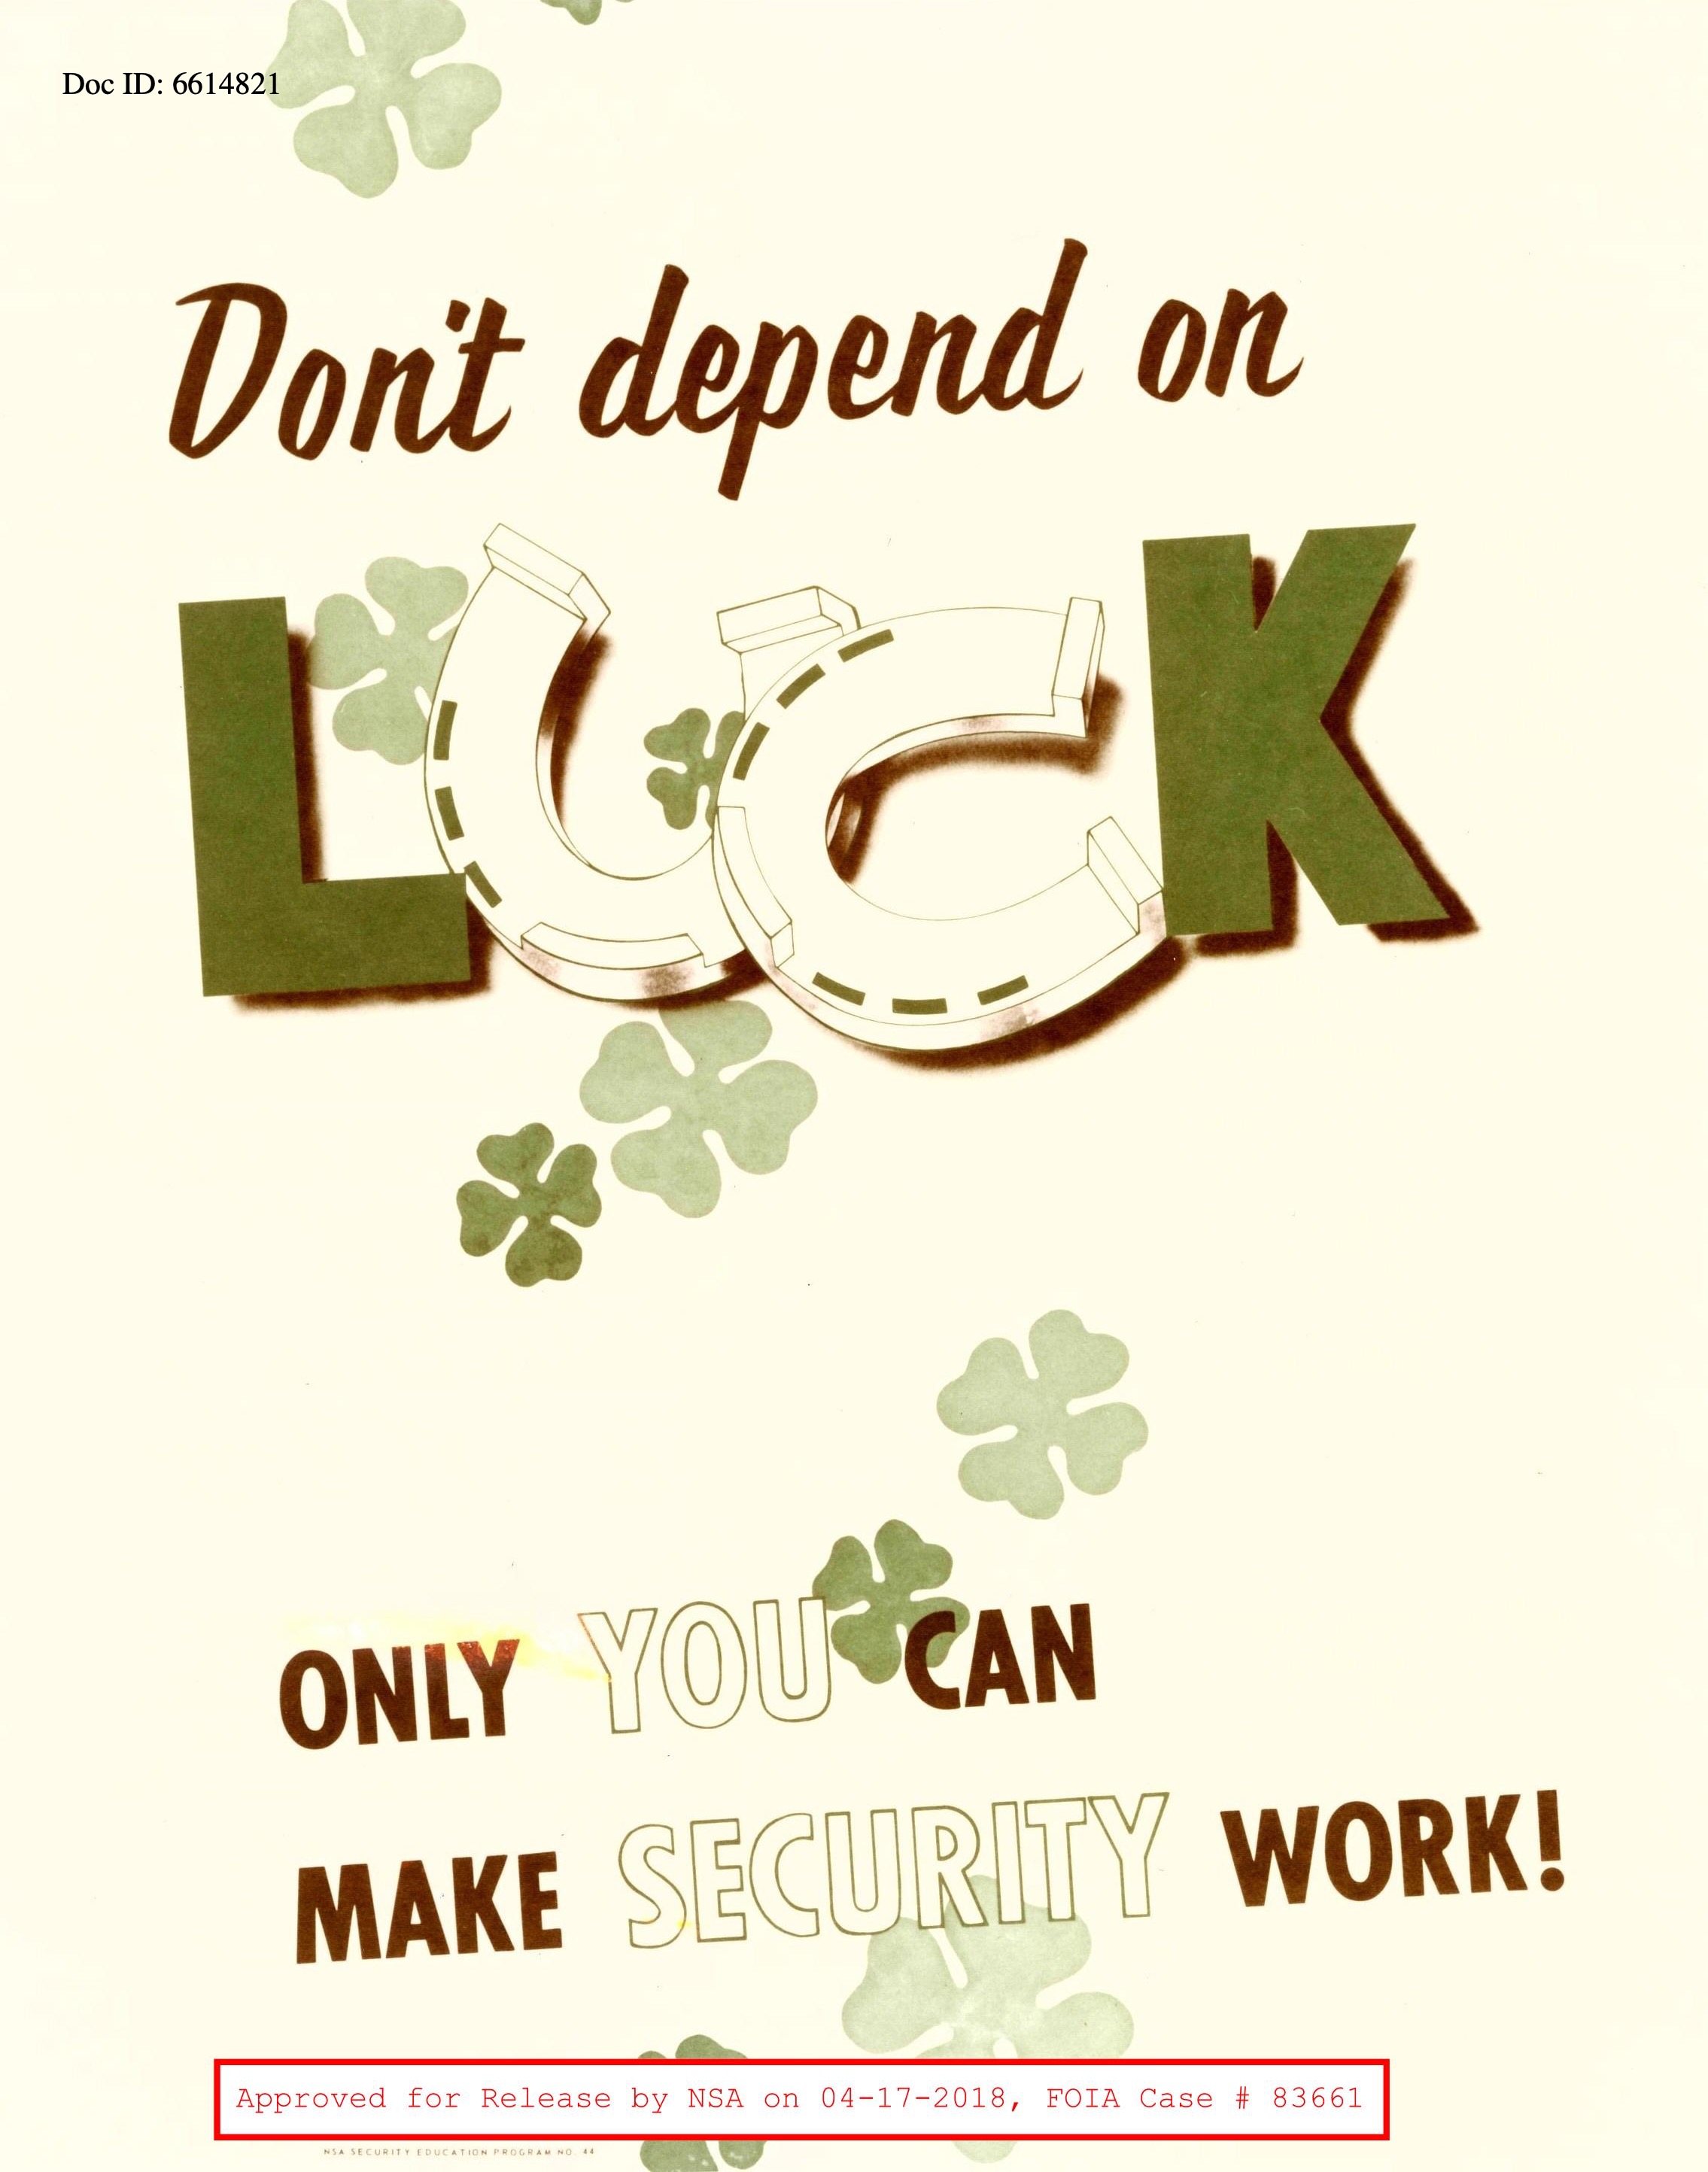 Doc ID: 6614821
Don't depend on
LUCK
ONLY YOU CAN
MAKE SECURITY WORK!
Approved for Release by NSA on 04-17-2018, FOIA Case # 83661
NSA SECURITY EDUCATION PROGRAM NO. 44